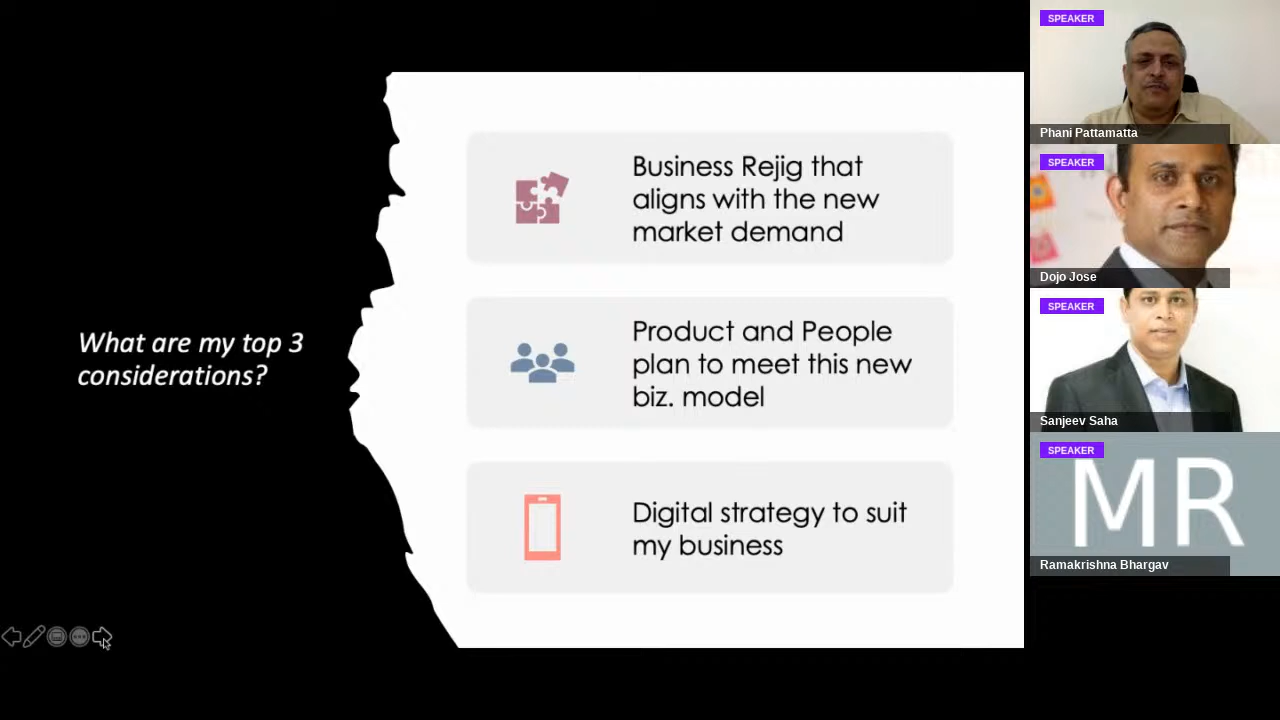 What are my top 3
considerations?
Business Rejig that
aligns with the new
market demand
Product and People
plan to meet this new
biz. model
Digital strategy to suit
my business
SPEAKER
Phani Pattamatta
SPEAKER
Dojo Jose
SPEAKER
Sanjeev Saha
SPEAKER
MR
Ramakrishna Bhargav